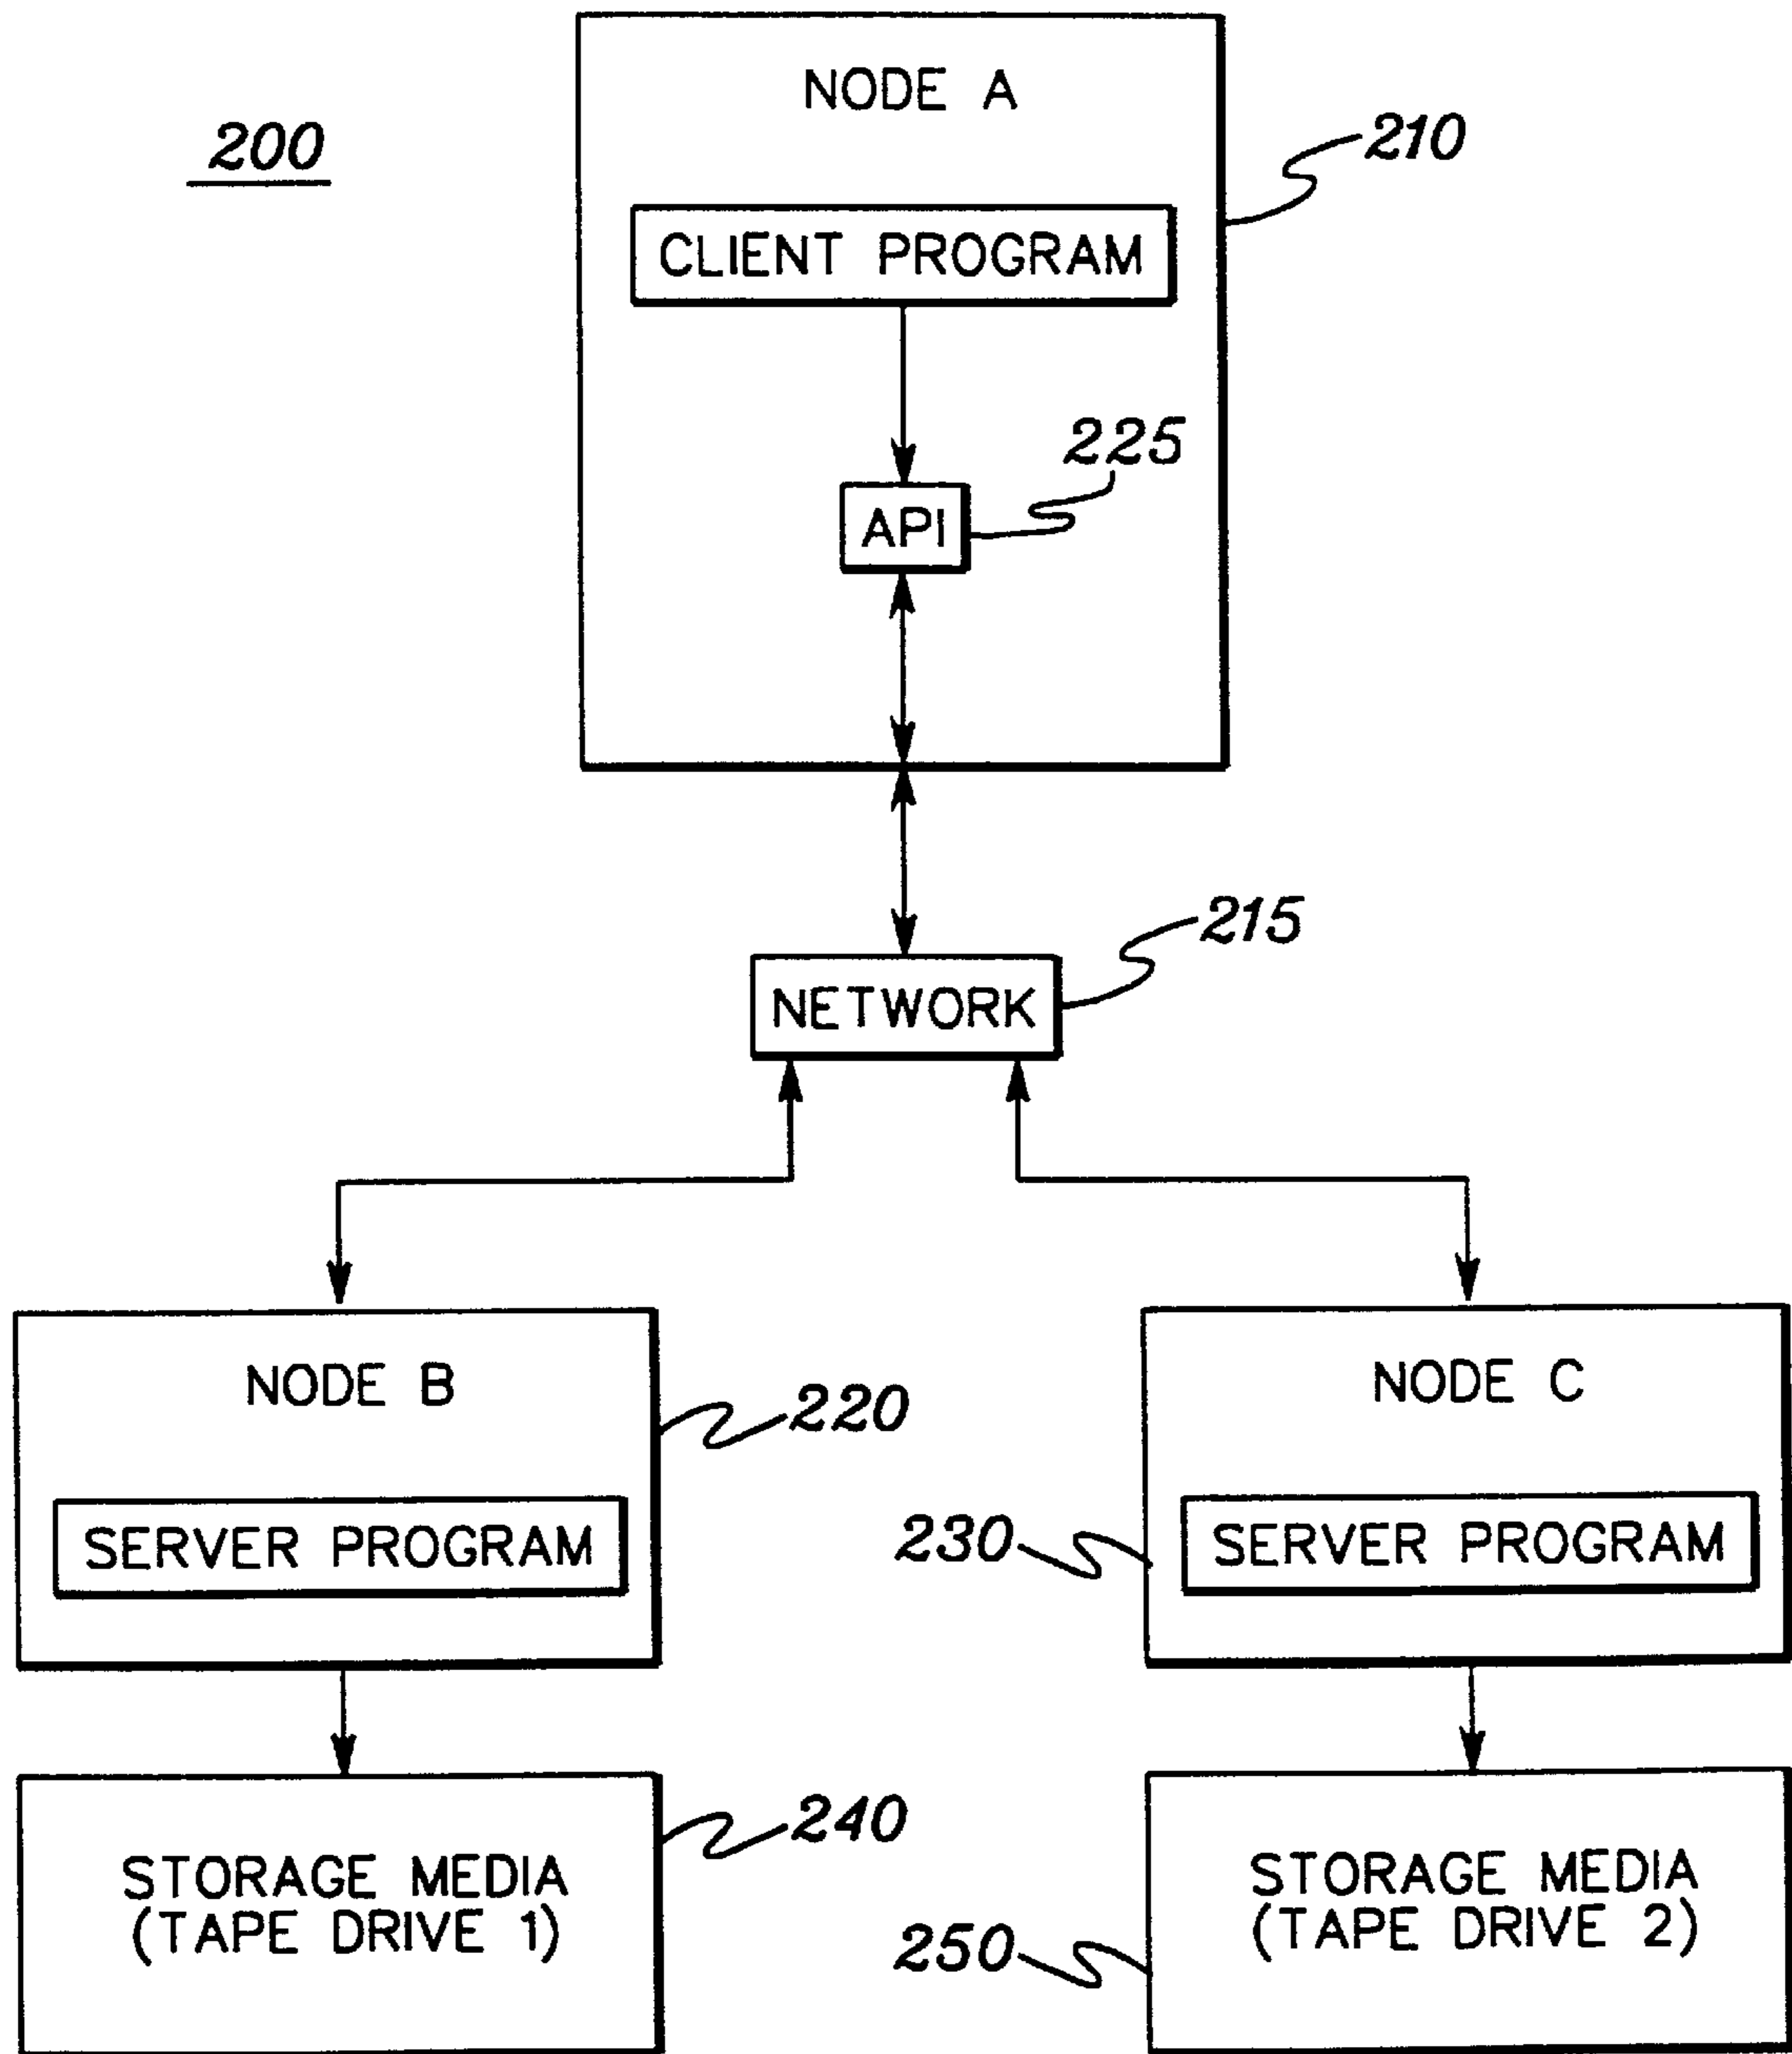 200
NODE A
210
CLIENT PROGRAM
225
API
215
NETWORK
NODE B
220
SERVER PROGRAM
NODE C
230
SERVER PROGRAM
STORAGE MEDIA
(TAPE DRIVE 1)
240
STORAGE MEDIA
(TAPE DRIVE 2)
250